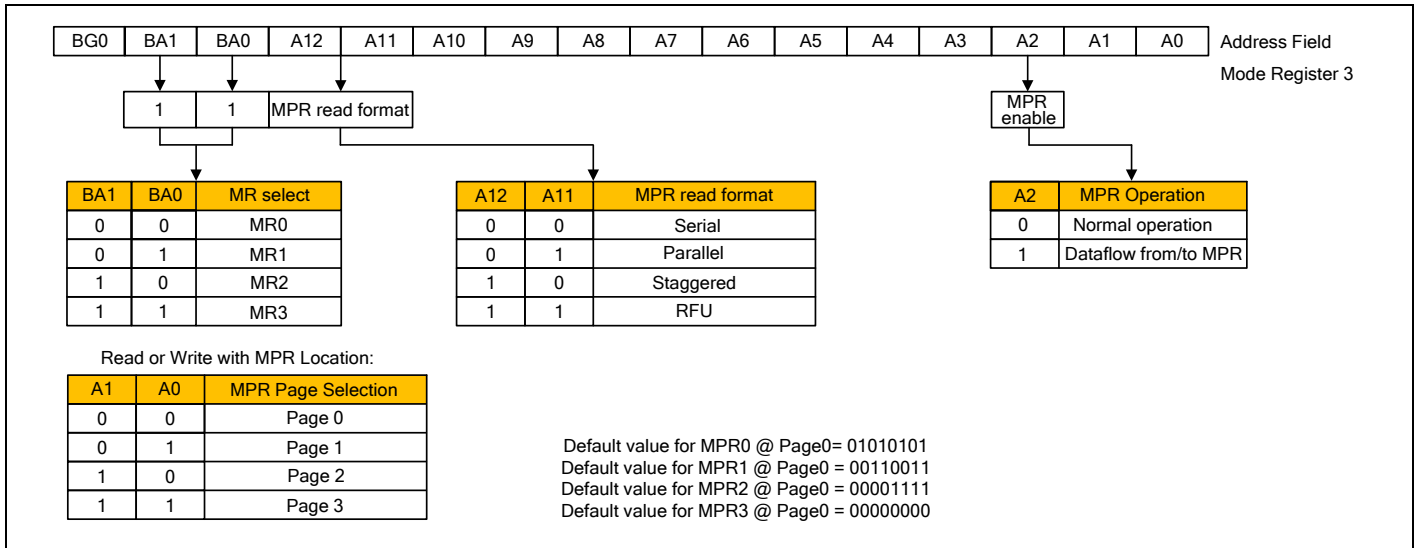 BG0 BA1 BA0 A12 A11 A10 A9 A8 A7 A6 A5 A4 A3 A2 A1 A0 Address Field
Mode Register 3
1 1 MPR read format
MPR
enable
BA1 BA0 MR select
0 0 MR0
0 1 MR1
1 0 MR2
1 1 MR3
A12 A11 MPR read format
0 0 Serial
0 1 Parallel
1 0 Staggered
1 1 RFU
A2 MPR Operation
0 Normal operation
1 Dataflow from/to MPR
Read or Write with MPR Location:
A1 A0 MPR Page Selection
0 0 Page 0
0 1 Page 1
1 0 Page 2
1 1 Page 3
Default value for MPR0 @ Page0= 01010101
Default value for MPR1 @ Page0 = 00110011
Default value for MPR2 @ Page0 = 00001111
Default value for MPR3 @ Page0 = 00000000